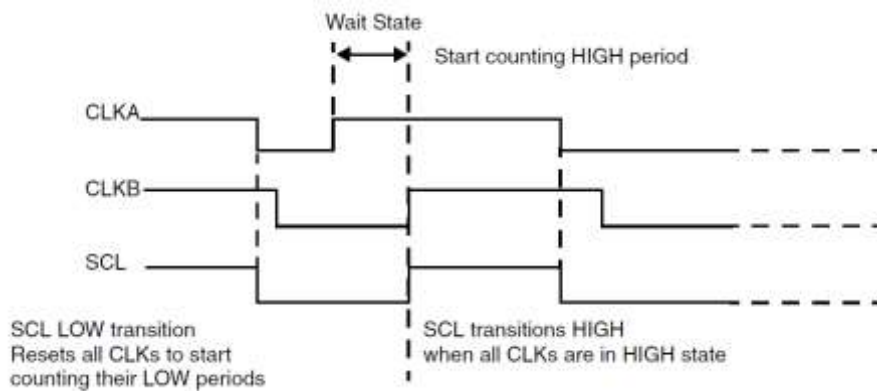 Wait State
Start counting HIGH period
CLKA
CLKB
SCL
SCL LOW transition
Resets all CLKs to start
counting their LOW periods
SCL transitions HIGH
when all CLKs are in HIGH state